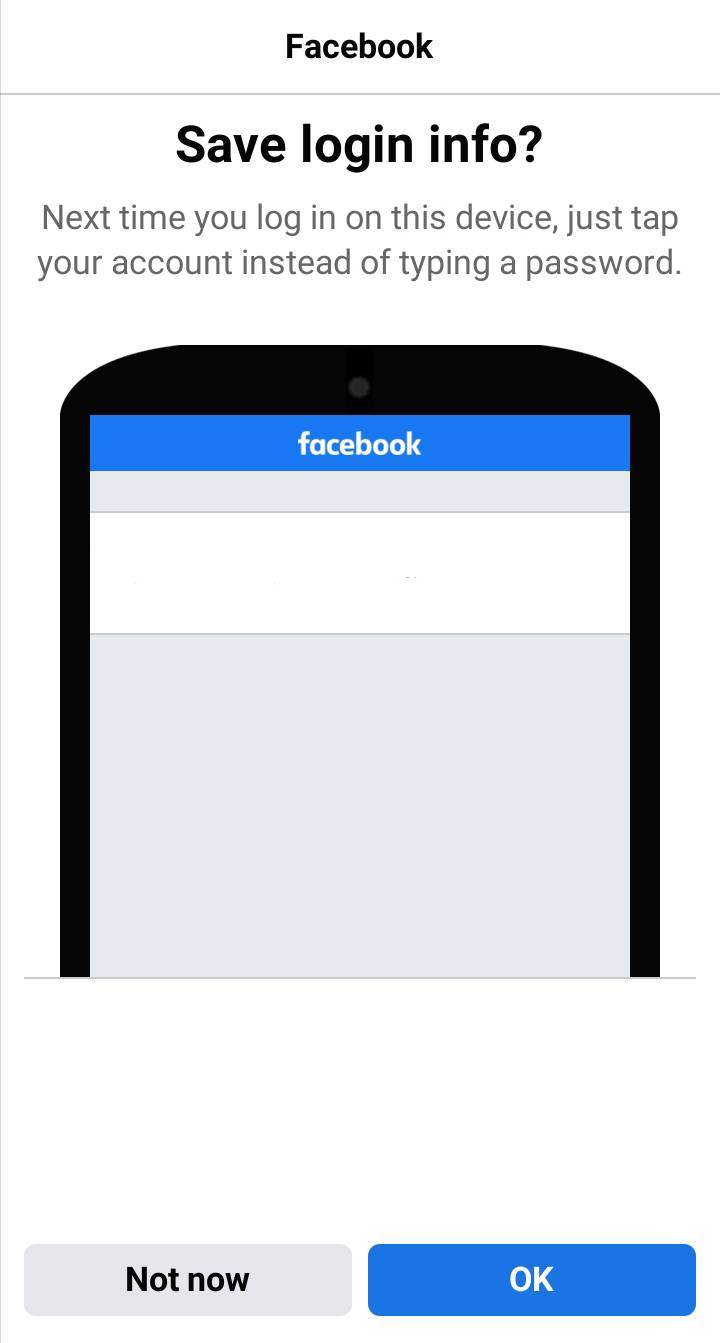 Facebook
Save login info?
Next time you log in on this device, just tap
your account instead of typing a password.
facebook
Not now
OK